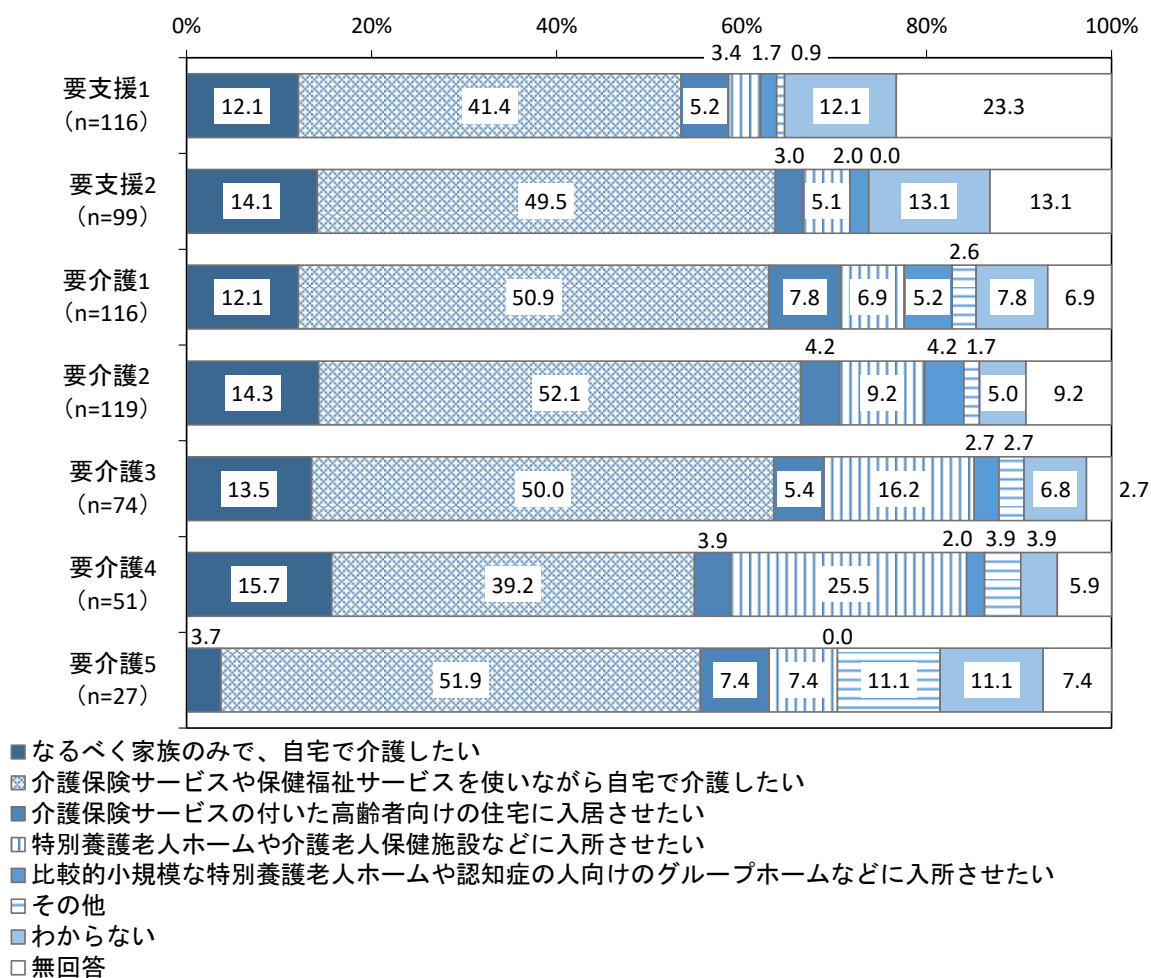 0% 20% 40% 60% 80% 100%
3.4 1.7 0.9
要支援1
（n=116）
12.1 41.4 5.2 12.1 23.3
3.0 2.0 0.0
要支援2
（n=99）
14.1 49.5 5.1 13.1 13.1
2.6
要介護1
（n=116）
12.1 50.9 7.8 6.9 5.2 7.8 6.9
4.2 4.2 1.7
要介護2
（n=119）
14.3 52.1 9.2 5.0 9.2
2.7 2.7
要介護3
（n=74）
13.5 50.0 5.4 16.2 6.8 2.7
3.9 2.0 3.9 3.9
要介護4
（n=51）
15.7 39.2 25.5 5.9
3.7 0.0
要介護5
（n=27）
51.9 7.4 7.4 11.1 11.1 7.4
なるべく家族のみで、自宅で介護したい
介護保険サービスや保健福祉サービスを使いながら自宅で介護したい
介護保険サービスの付いた高齢者向けの住宅に入居させたい
特別養護老人ホームや介護老人保健施設などに入所させたい
比較的小規模な特別養護老人ホームや認知症の人向けのグループホームなどに入所させたい
その他
わからない
無回答